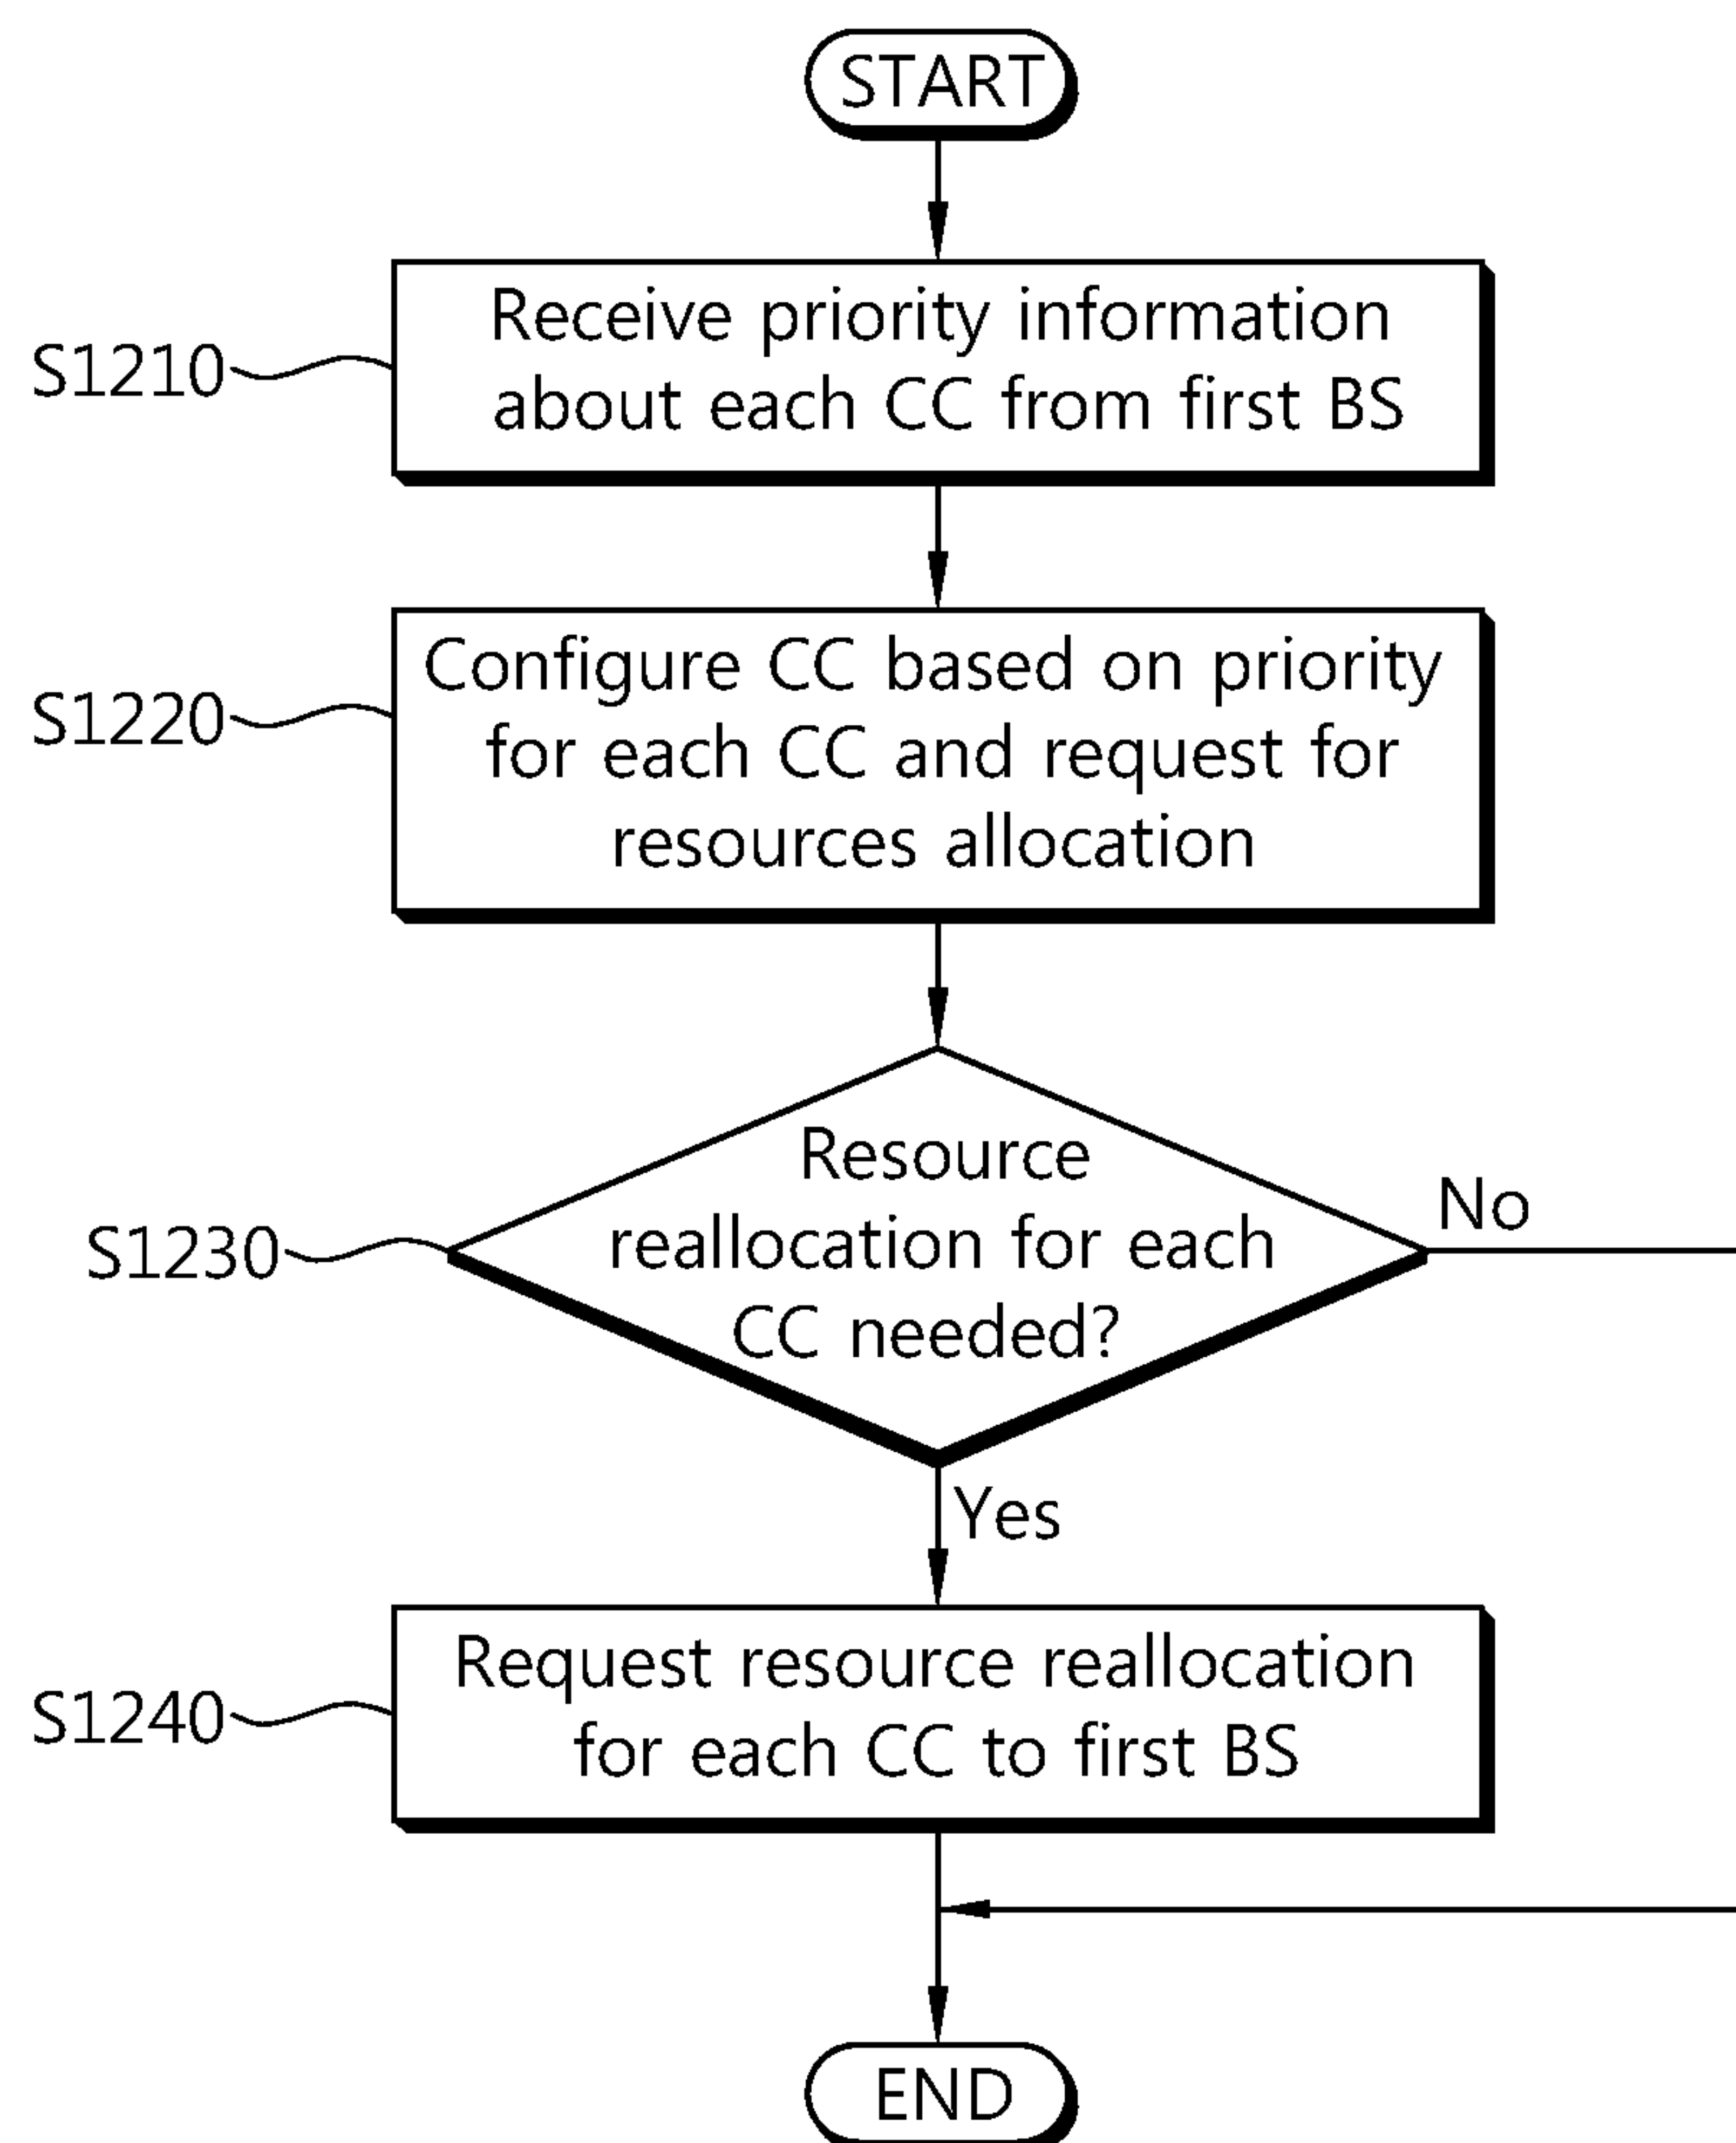 START
S1210
Receive priority information
about each CC from first BS
S1220
Configure CC based on priority
for each CC and request for
resources allocation
S1230
Resource
reallocation for each
CC needed?
No
Yes
S1240
Request resource reallocation
for each CC to first BS
END